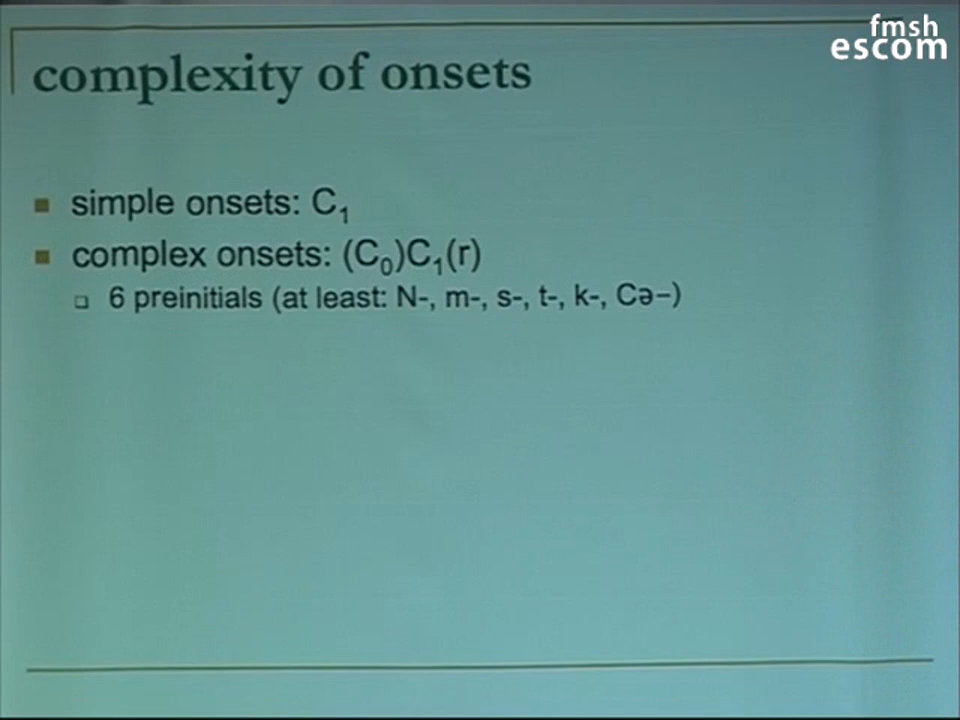 fmsh
escom
complexity of onsets
simple onsets: C₁
complex onsets: (C₀)C₁(r)
6 preinitials (at least: N-, m-, s-, t-, k-, Cə–)